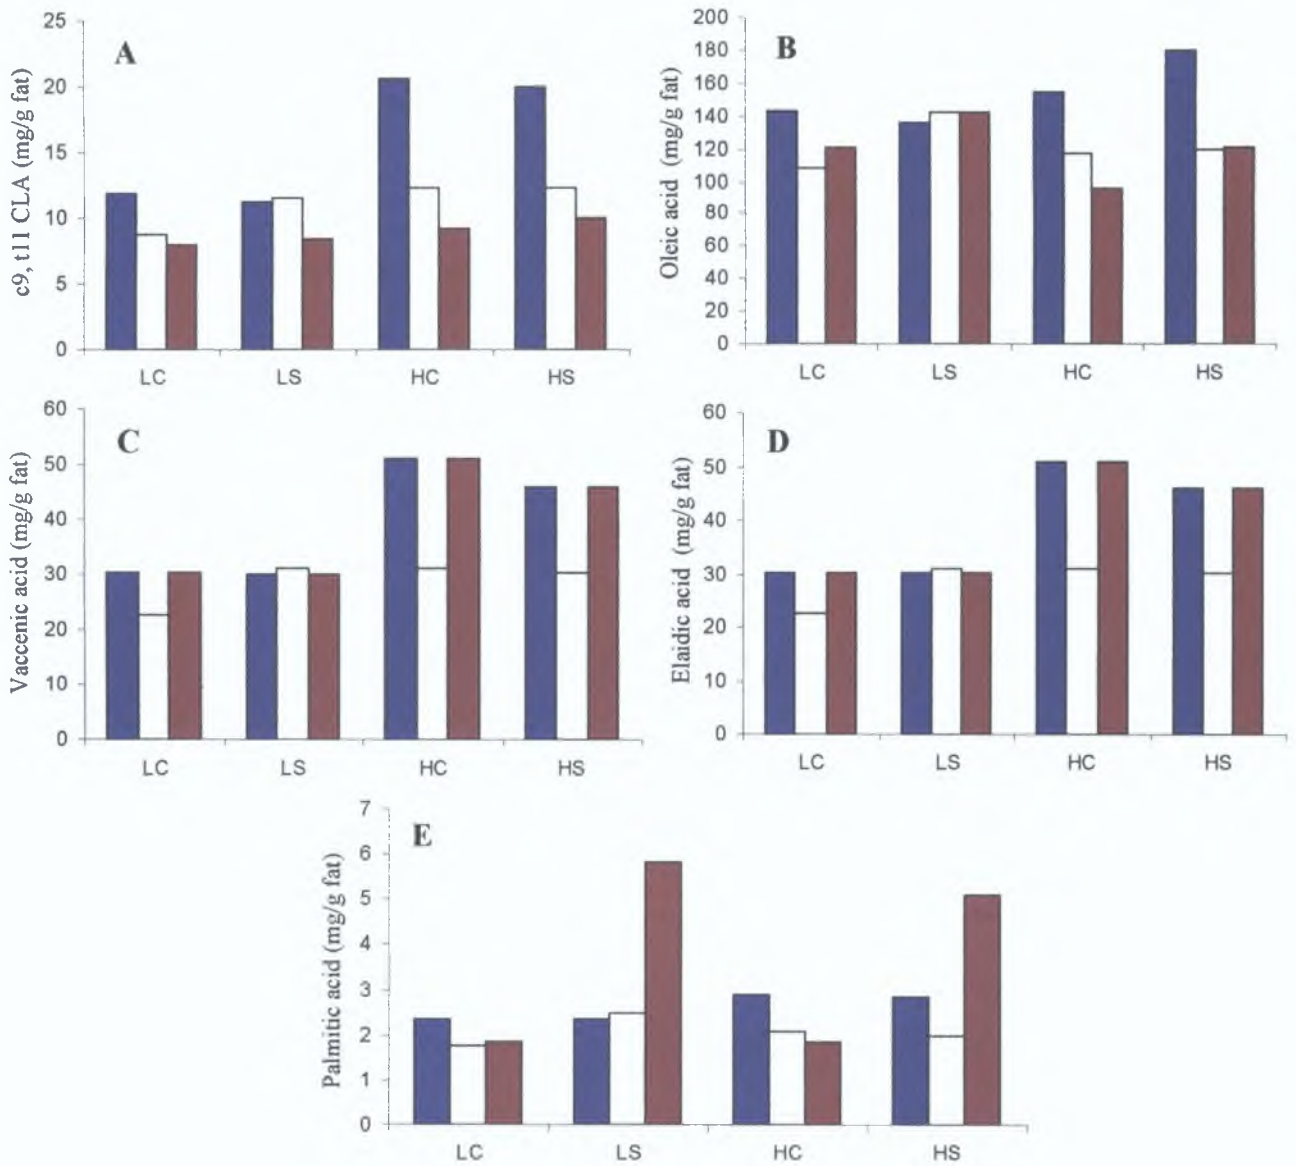 A
c9, t11 CLA (mg/g fat)
25
20
15
10
5
0
LC LS HC HS
B
Oleic acid (mg/g fat)
200
180
160
140
120
100
80
60
40
20
0
LC LS HC HS
C
Vaccenic acid (mg/g fat)
60
50
40
30
20
10
0
LC LS HC HS
D
Elaidic acid (mg/g fat)
60
50
40
30
20
10
0
LC LS HC HS
E
Palmitic acid (mg/g fat)
7
6
5
4
3
2
1
0
LC LS HC HS